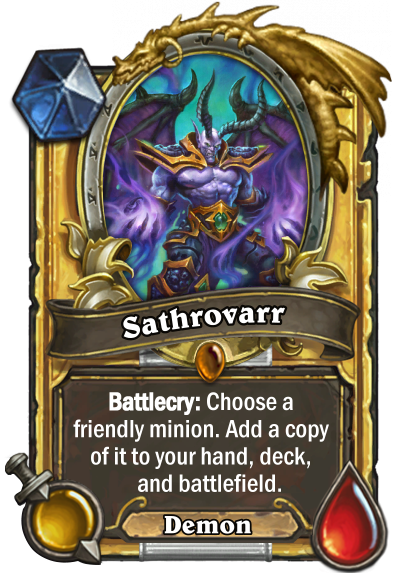 Sathrovarr
Battlecry: Choose a
friendly minion. Add a copy
of it to your hand, deck,
and battlefield.
Demon